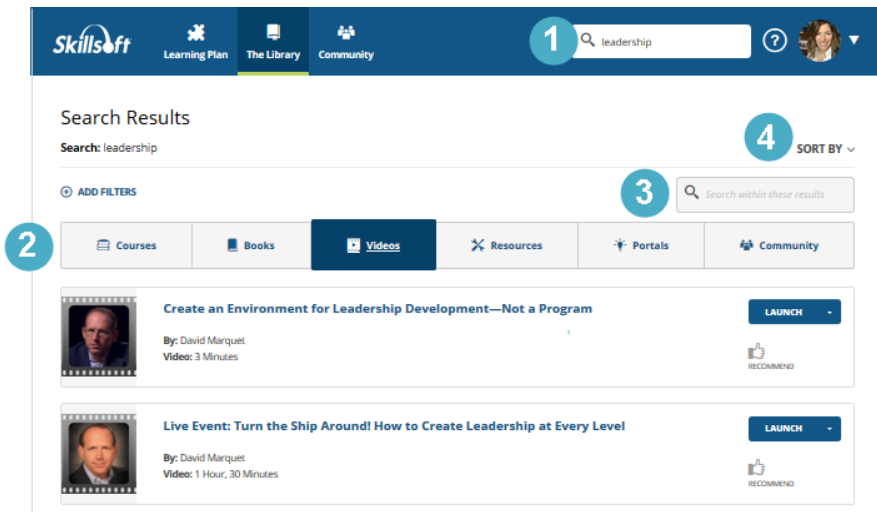 Skillsoft
Learning Plan
The Library
Community
1
leadership
?
Search Results
Search: leadership
4
SORT BY
ADD FILTERS
3
Search within these results
2
Courses
Books
Videos
Resources
Portals
Community
Create an Environment for Leadership Development—Not a Program
By: David Marquet
Video: 3 Minutes
LAUNCH
RECOMMEND
Live Event: Turn the Ship Around! How to Create Leadership at Every Level
By: David Marquet
Video: 1 Hour, 30 Minutes
LAUNCH
RECOMMEND